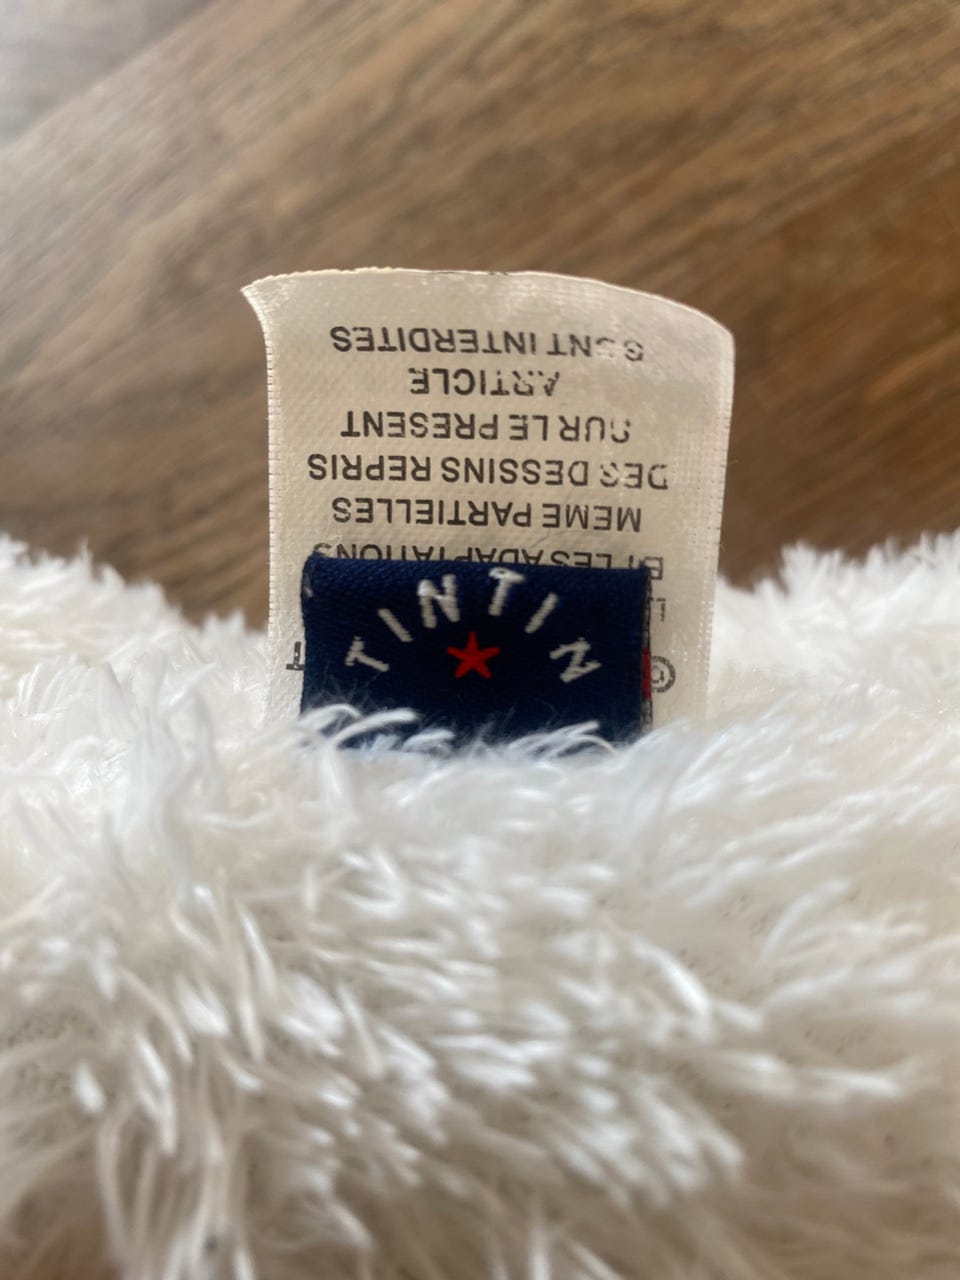 TINTIN
©
ET LES ADAPTATIONS
MEME PARTIELLES
DES DESSINS REPRIS
SUR LE PRESENT
ARTICLE
SONT INTERDITES